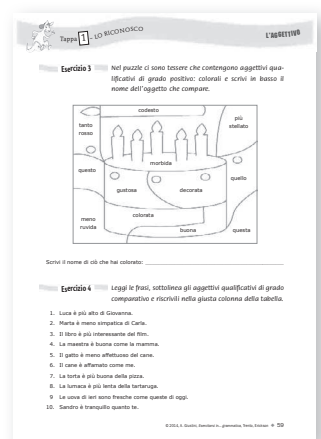 Tappa 1 - LO RICONOSCO
L'AGGETTIVO
Esercizio 3
Nel puzzle ci sono tessere che contengono aggettivi qua-
lificativi di grado positivo: colorali e scrivi in basso il
nome dell'oggetto che compare.
codesto
tanto
rosso
più
stellato
morbida
questo
quello
gustosa
decorata
meno
ruvida
colorata
buona
questa
Scrivi il nome di ciò che hai colorato:
Esercizio 4
Leggi le frasi, sottolinea gli aggettivi qualificativi di grado
comparativo e riscrivili nella giusta colonna della tabella.
1. Luca è più alto di Giovanna.
2. Marta è meno simpatica di Carla.
3. Il libro è più interessante del film.
4. La maestra è buona come la mamma.
5. Il gatto è meno affettuoso del cane.
6. Il cane è affamato come me.
7. La torta è più buona della pizza.
8. La lumaca è più lenta della tartaruga.
9 Le uova di ieri sono fresche come queste di oggi.
10. Sandro è tranquillo quanto te.
59